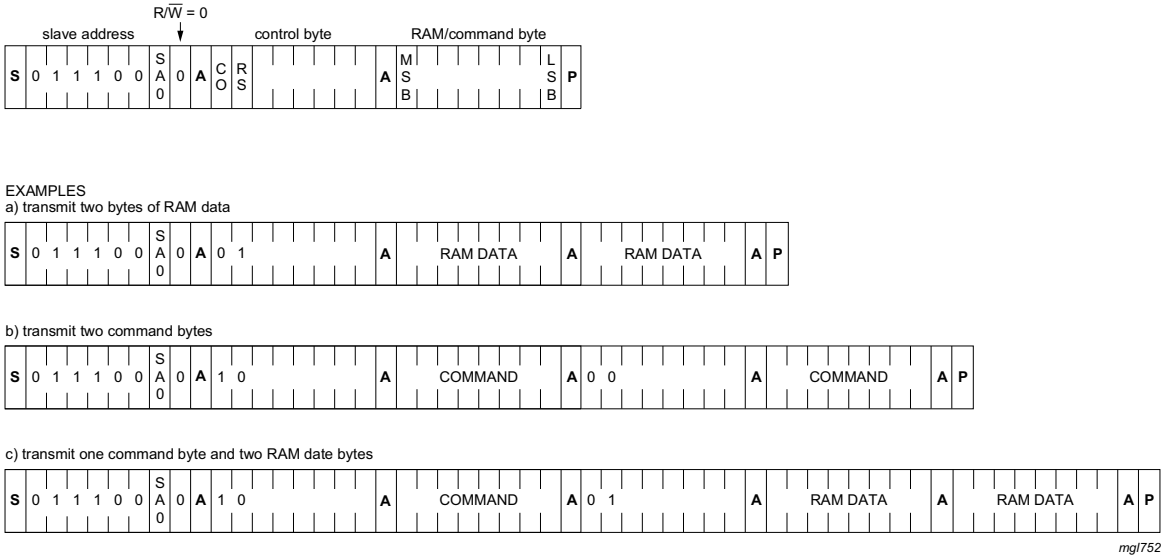 R/W = 0
slave address control byte RAM/command byte
S 0 1 1 1 0 0 SA0 0 A CO RS A MSB LSB P
EXAMPLES
a) transmit two bytes of RAM data
S 0 1 1 1 0 0 SA0 0 A 0 1 A RAM DATA A RAM DATA A P
b) transmit two command bytes
S 0 1 1 1 0 0 SA0 0 A 1 0 A COMMAND A 0 0 A COMMAND A P
c) transmit one command byte and two RAM date bytes
S 0 1 1 1 0 0 SA0 0 A 1 0 A COMMAND A 0 1 A RAM DATA A RAM DATA A P
mgl752